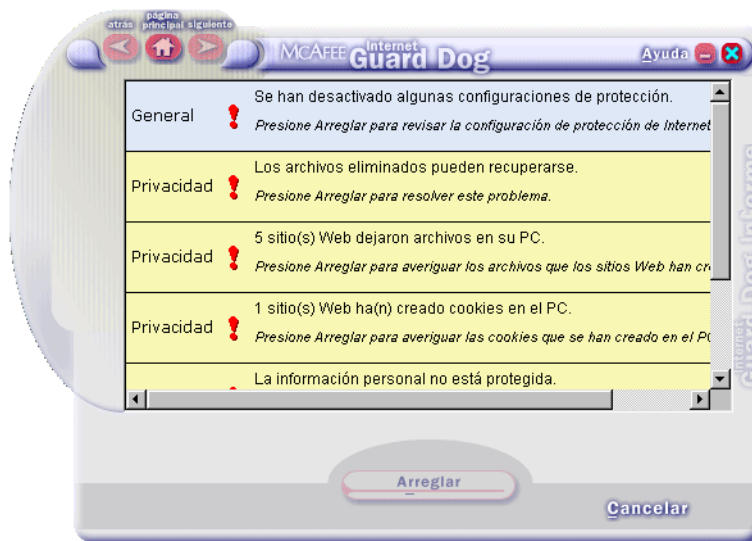 página
atrás principal siguiente
McAFEE Internet Guard Dog
Ayuda
General
Se han desactivado algunas configuraciones de protección.
Presione Arreglar para revisar la configuración de protección de Internet
Privacidad
Los archivos eliminados pueden recuperarse.
Presione Arreglar para resolver este problema.
Privacidad
5 sitio(s) Web dejaron archivos en su PC.
Presione Arreglar para averiguar los archivos que los sitios Web han cr
Privacidad
1 sitio(s) Web ha(n) creado cookies en el PC.
Presione Arreglar para averiguar las cookies que se han creado en el P
La información personal no está protegida.
Internet
Guard Dog Informe
Arreglar
Cancelar